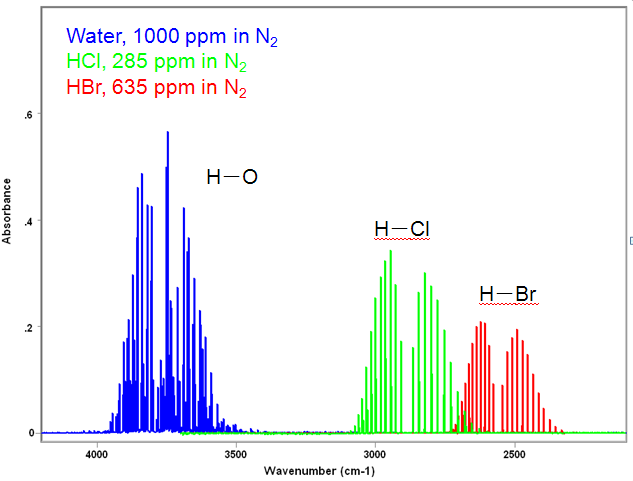 Water, 1000 ppm in N₂
HCl, 285 ppm in N₂
HBr, 635 ppm in N₂
.6
H—O
.4
H—Cl
H—Br
.2
0
Absorbance
4000 3500 3000 2500
Wavenumber (cm-1)